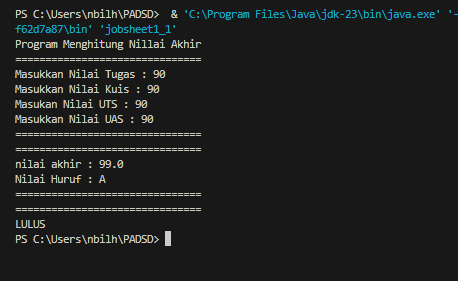 PS C:\Users\nbilh\PADSD>  & 'C:\Program Files\Java\jdk-23\bin\java.exe' '-
f62d7a87\bin' 'jobsheet1_1'
Program Menghitung Nillai Akhir
===============================
Masukkan Nilai Tugas : 90
Masukkan Nilai Kuis : 90
Masukan Nilai UTS : 90
Masukkan Nilai UAS : 90
===============================
===============================
nilai akhir : 99.0
Nilai Huruf : A
===============================
===============================
LULUS
PS C:\Users\nbilh\PADSD>